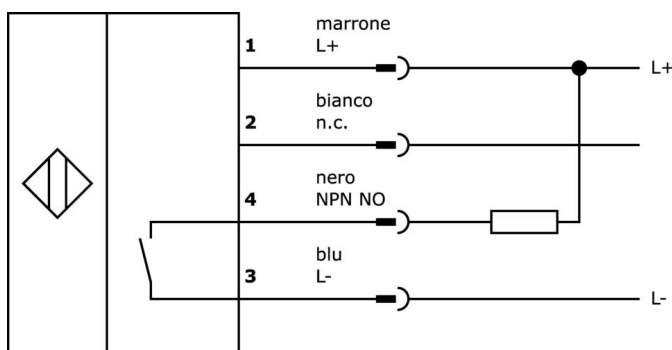 marrone
1 L+
L+
bianco
2 n.c.
nero
4 NPN NO
blu
3 L-
L-